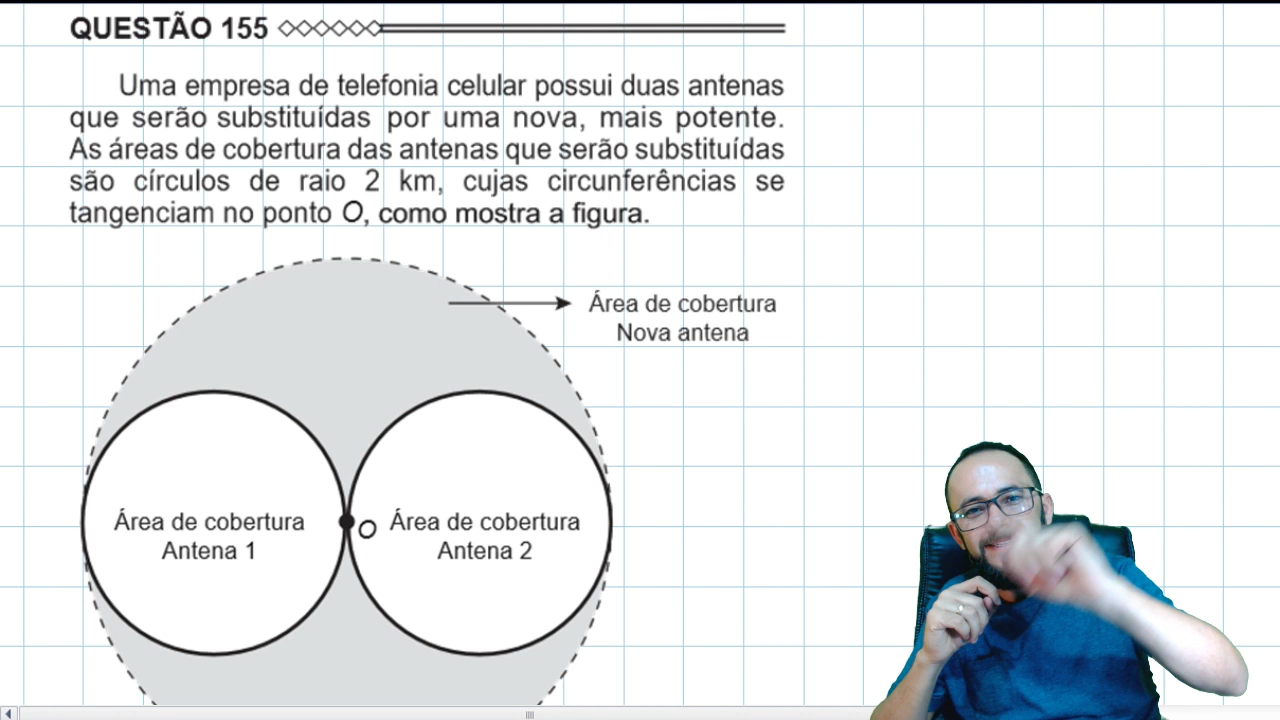 QUESTÃO 155
Uma empresa de telefonia celular possui duas antenas
que serão substituídas por uma nova, mais potente.
As áreas de cobertura das antenas que serão substituídas
são círculos de raio 2 km, cujas circunferências se
tangenciam no ponto O, como mostra a figura.
Área de cobertura
Nova antena
Área de cobertura
Antena 1
O
Área de cobertura
Antena 2